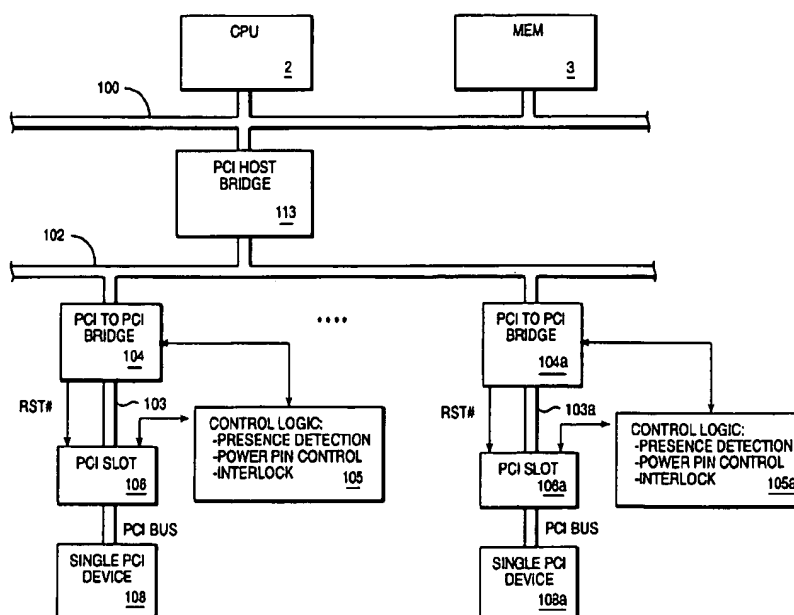 CPU
2
MEM
3
100
PCI HOST
BRIDGE
113
102
PCI TO PCI
BRIDGE
104
....
PCI TO PCI
BRIDGE
104a
RST#
103
CONTROL LOGIC:
-PRESENCE DETECTION
-POWER PIN CONTROL
-INTERLOCK
105
RST#
103a
CONTROL LOGIC:
-PRESENCE DETECTION
-POWER PIN CONTROL
-INTERLOCK
105a
PCI SLOT
106
PCI SLOT
106a
PCI BUS
PCI BUS
SINGLE PCI
DEVICE
108
SINGLE PCI
DEVICE
108a